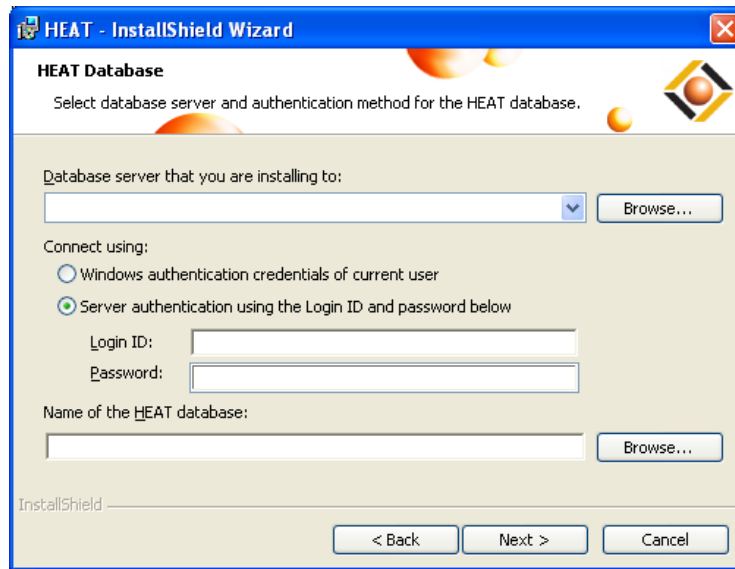 HEAT - InstallShield Wizard
HEAT Database
Select database server and authentication method for the HEAT database.
Database server that you are installing to:
Browse...
Connect using:
Windows authentication credentials of current user
Server authentication using the Login ID and password below
Login ID:
Password:
Name of the HEAT database:
Browse...
InstallShield
< Back Next > Cancel